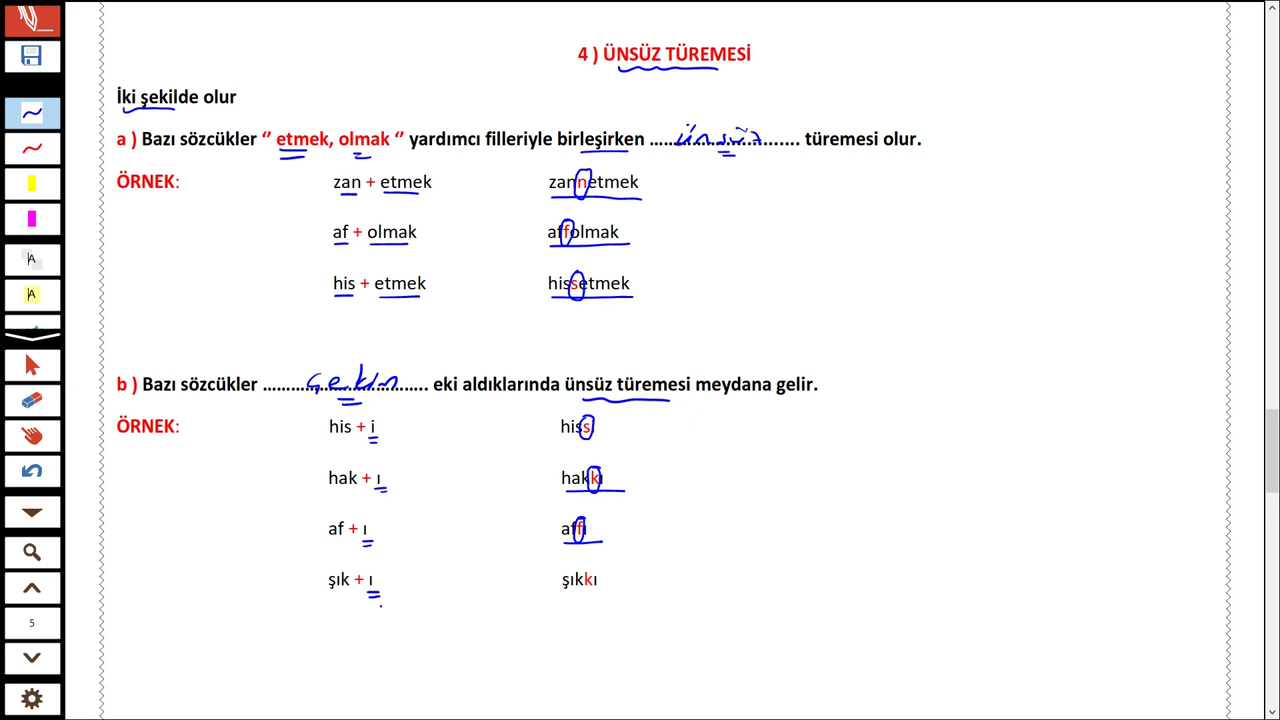 4 ) ÜNSÜZ TÜREMESİ
İki şekilde olur
a ) Bazı sözcükler ‘’ etmek, olmak ‘’ yardımcı filleriyle birleşirken ...ünsüz... türemesi olur.
ÖRNEK: zan + etmek zannetmek
af + olmak affolmak
his + etmek hissetmek
b ) Bazı sözcükler ...çekim... eki aldıklarında ünsüz türemesi meydana gelir.
ÖRNEK: his + i hissi
hak + ı hakkı
af + ı affı
şık + ı şıkkı
A
A
5